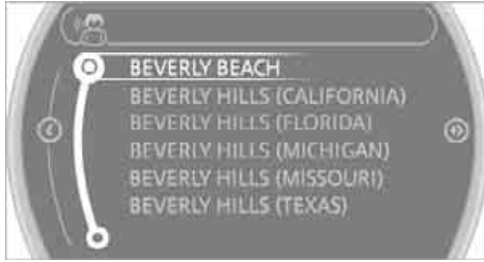 BEVERLY BEACH
BEVERLY HILLS (CALIFORNIA)
BEVERLY HILLS (FLORIDA)
BEVERLY HILLS (MICHIGAN)
BEVERLY HILLS (MISSOURI)
BEVERLY HILLS (TEXAS)